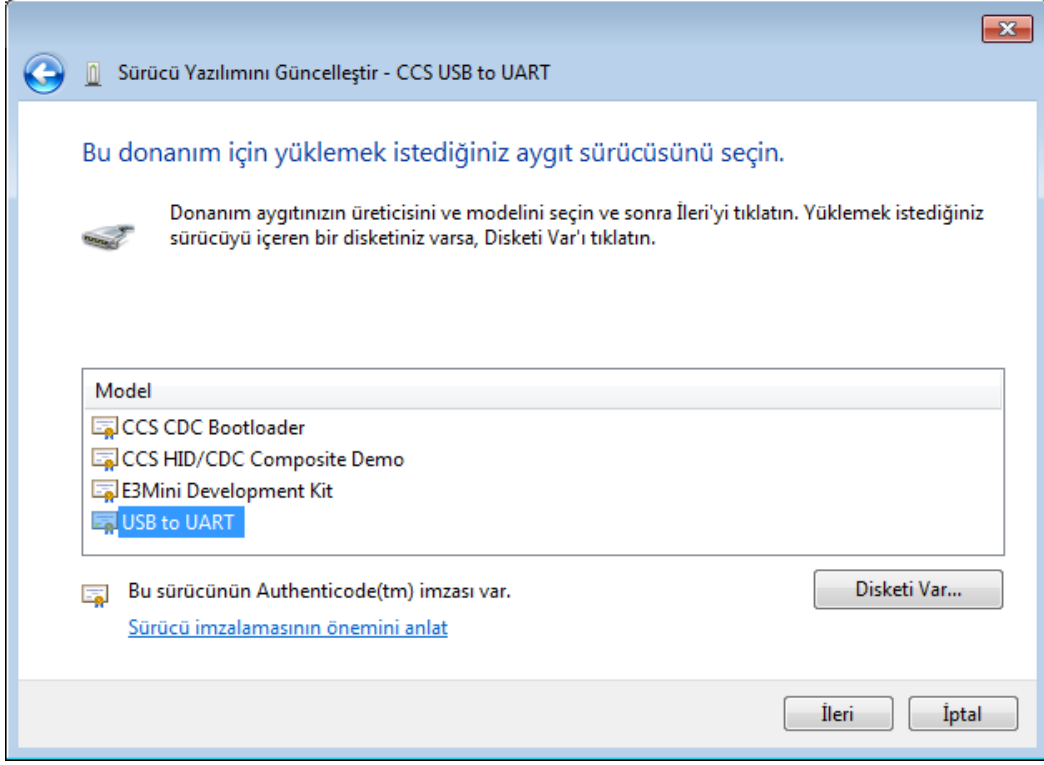 Sürücü Yazılımını Güncelleştir - CCS USB to UART
Bu donanım için yüklemek istediğiniz aygıt sürücüsünü seçin.
Donanım aygıtınızın üreticisini ve modelini seçin ve sonra İleri'yi tıklatın. Yüklemek istediğiniz
sürücüyü içeren bir disketiniz varsa, Disketi Var'ı tıklatın.
Model
CCS CDC Bootloader
CCS HID/CDC Composite Demo
E3Mini Development Kit
USB to UART
Bu sürücünün Authenticode(tm) imzası var.
Disketi Var...
Sürücü imzalamasının önemini anlat
İleri
İptal